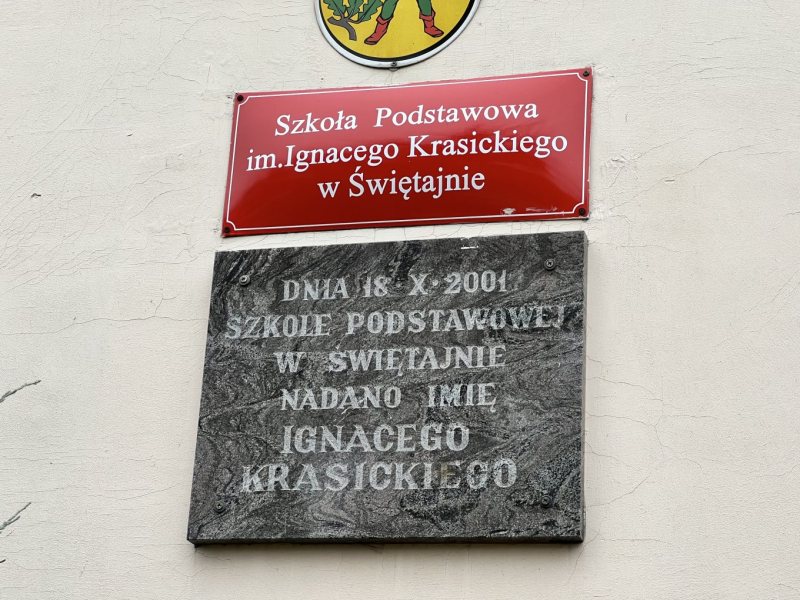 Szkoła Podstawowa
im.Ignacego Krasickiego
w Świętajnie
DNIA 18·X·2001
SZKOLE PODSTAWOWEJ
W ŚWIĘTAJNIE
NADANO IMIĘ
IGNACEGO
KRASICKIEGO